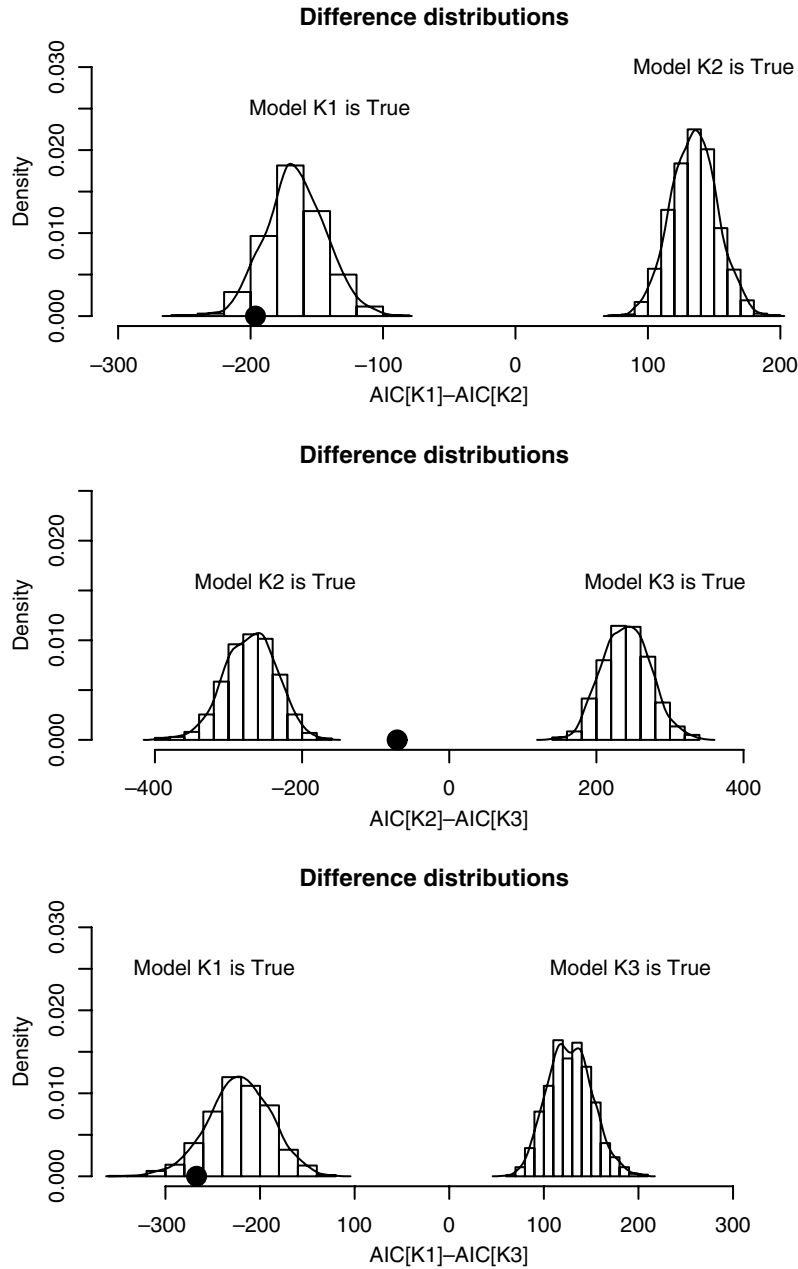 Difference distributions
Model K2 is True
Model K1 is True
Density
0.030
0.020
0.010
0.000
−300 −200 −100 0 100 200
AIC[K1]−AIC[K2]
Difference distributions
Model K2 is True Model K3 is True
Density
0.020
0.010
0.000
−400 −200 0 200 400
AIC[K2]−AIC[K3]
Difference distributions
Model K1 is True Model K3 is True
Density
0.030
0.020
0.010
0.000
−300 −200 100 0 100 200 300
AIC[K1]−AIC[K3]